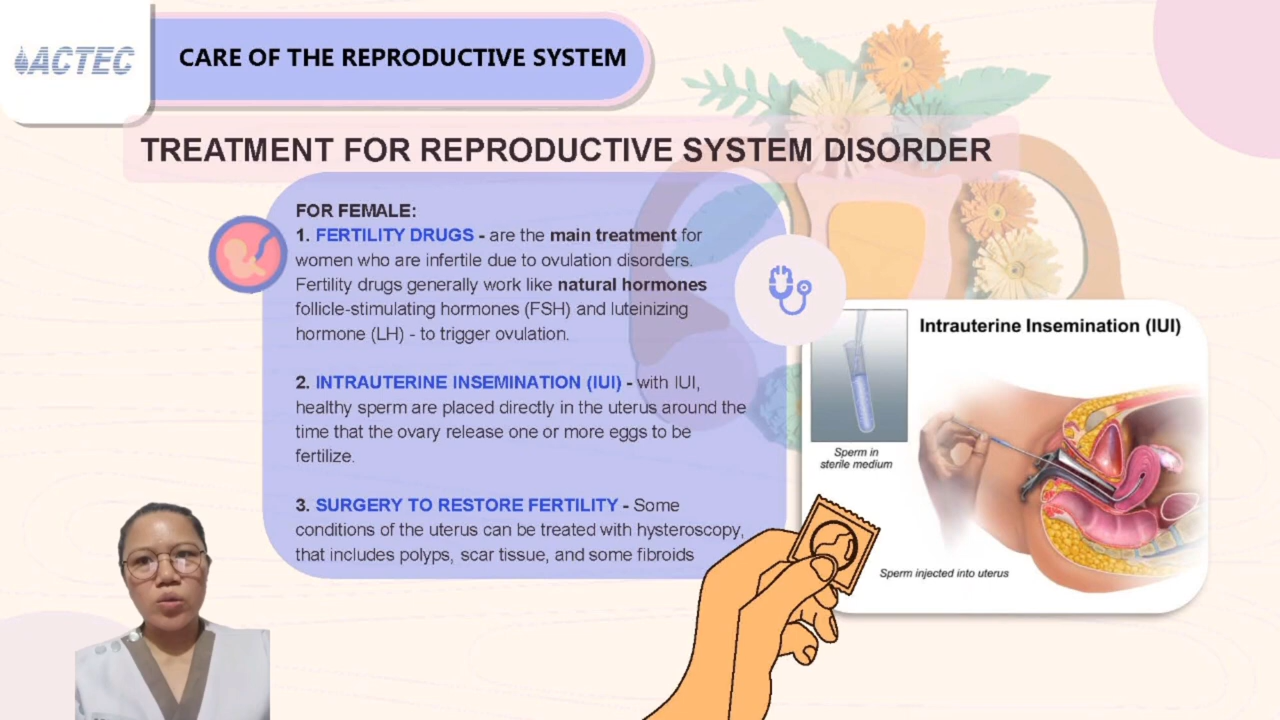 ACTEC
CARE OF THE REPRODUCTIVE SYSTEM
TREATMENT FOR REPRODUCTIVE SYSTEM DISORDER
FOR FEMALE:
1. FERTILITY DRUGS - are the main treatment for
women who are infertile due to ovulation disorders.
Fertility drugs generally work like natural hormones
follicle-stimulating hormones (FSH) and luteinizing
hormone (LH) - to trigger ovulation.
2. INTRAUTERINE INSEMINATION (IUI) - with IUI,
healthy sperm are placed directly in the uterus around the
time that the ovary release one or more eggs to be
fertilize.
3. SURGERY TO RESTORE FERTILITY - Some
conditions of the uterus can be treated with hysteroscopy,
that includes polyps, scar tissue, and some fibroids
Intrauterine Insemination (IUI)
Sperm in
sterile medium
Sperm injected into uterus